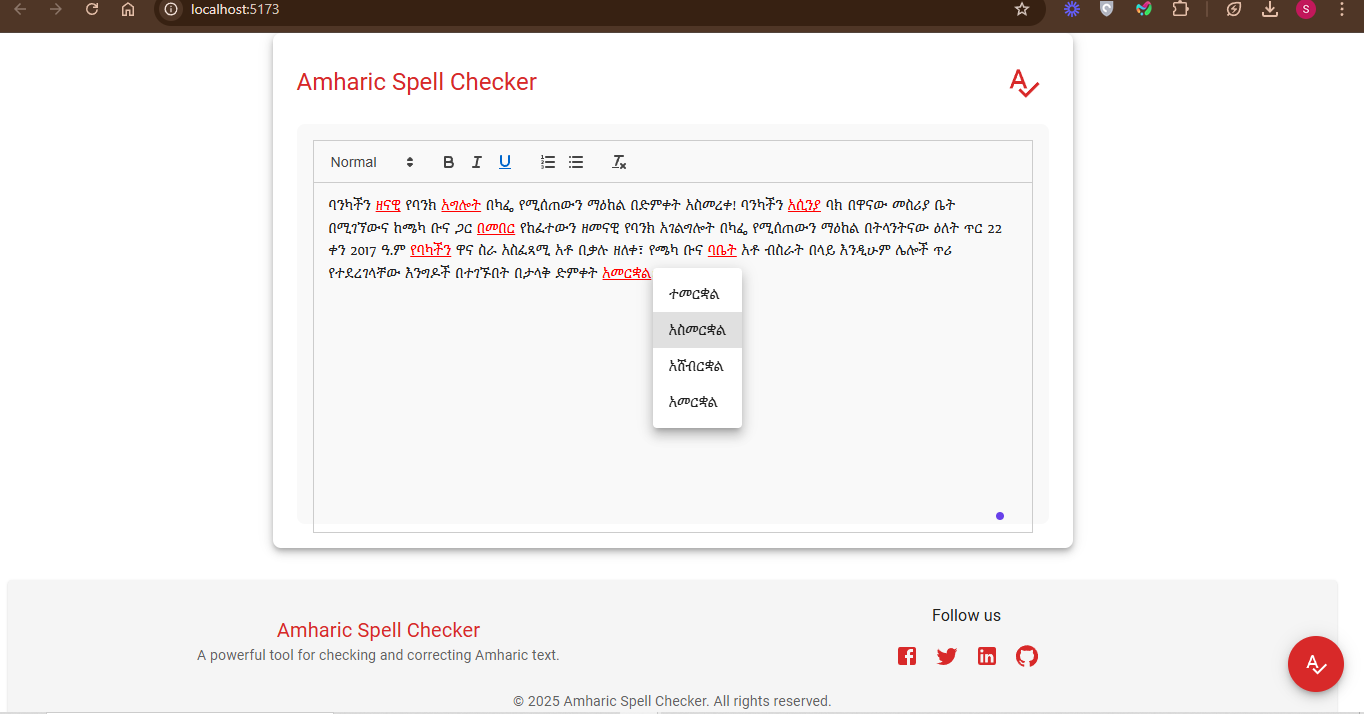 localhost:5173
S
Amharic Spell Checker
Normal
ባንካችን ዘናዊ የባንክ አግሎት በካፌ የሚሰጠውን ማዕከል በድምቀት አስመረቀ! ባንካችን አሲንያ ባክ በዋናው መስሪያ ቤት
በሚገኘውና ከሜክ ቡና ጋር በመበር የከፈተውን ዘመናዊ የባንክ አገልግሎት በካፌ የሚሰጠውን ማዕከል በትላንትናው ዕለት ጥር 22
ቀን 2017 ዓ.ም የባካችን ዋና ስራ አስፈጻሚ አቶ በቃሉ ዘለቀ፣ የሜካ ቡና ባቤት አቶ ብስራት በላይ እንዲሁም ሌሎች ጥሪ
የተደረገላቸው እንግዶች በተገኙበት በታላቅ ድምቀት አመርቋል
ተመርቋል
አስመርቋል
አሸብርቋል
አመርቋል
Amharic Spell Checker
A powerful tool for checking and correcting Amharic text.
Follow us
© 2025 Amharic Spell Checker. All rights reserved.